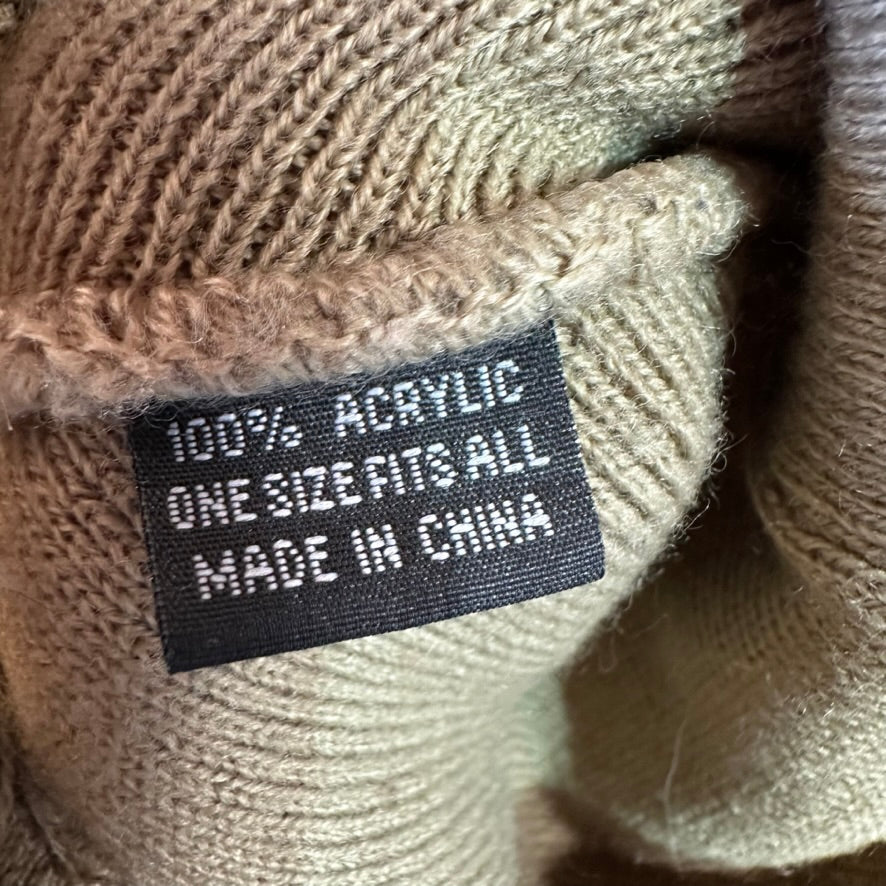 100% ACRYLIC
ONE SIZE FITS ALL
MADE IN CHINA